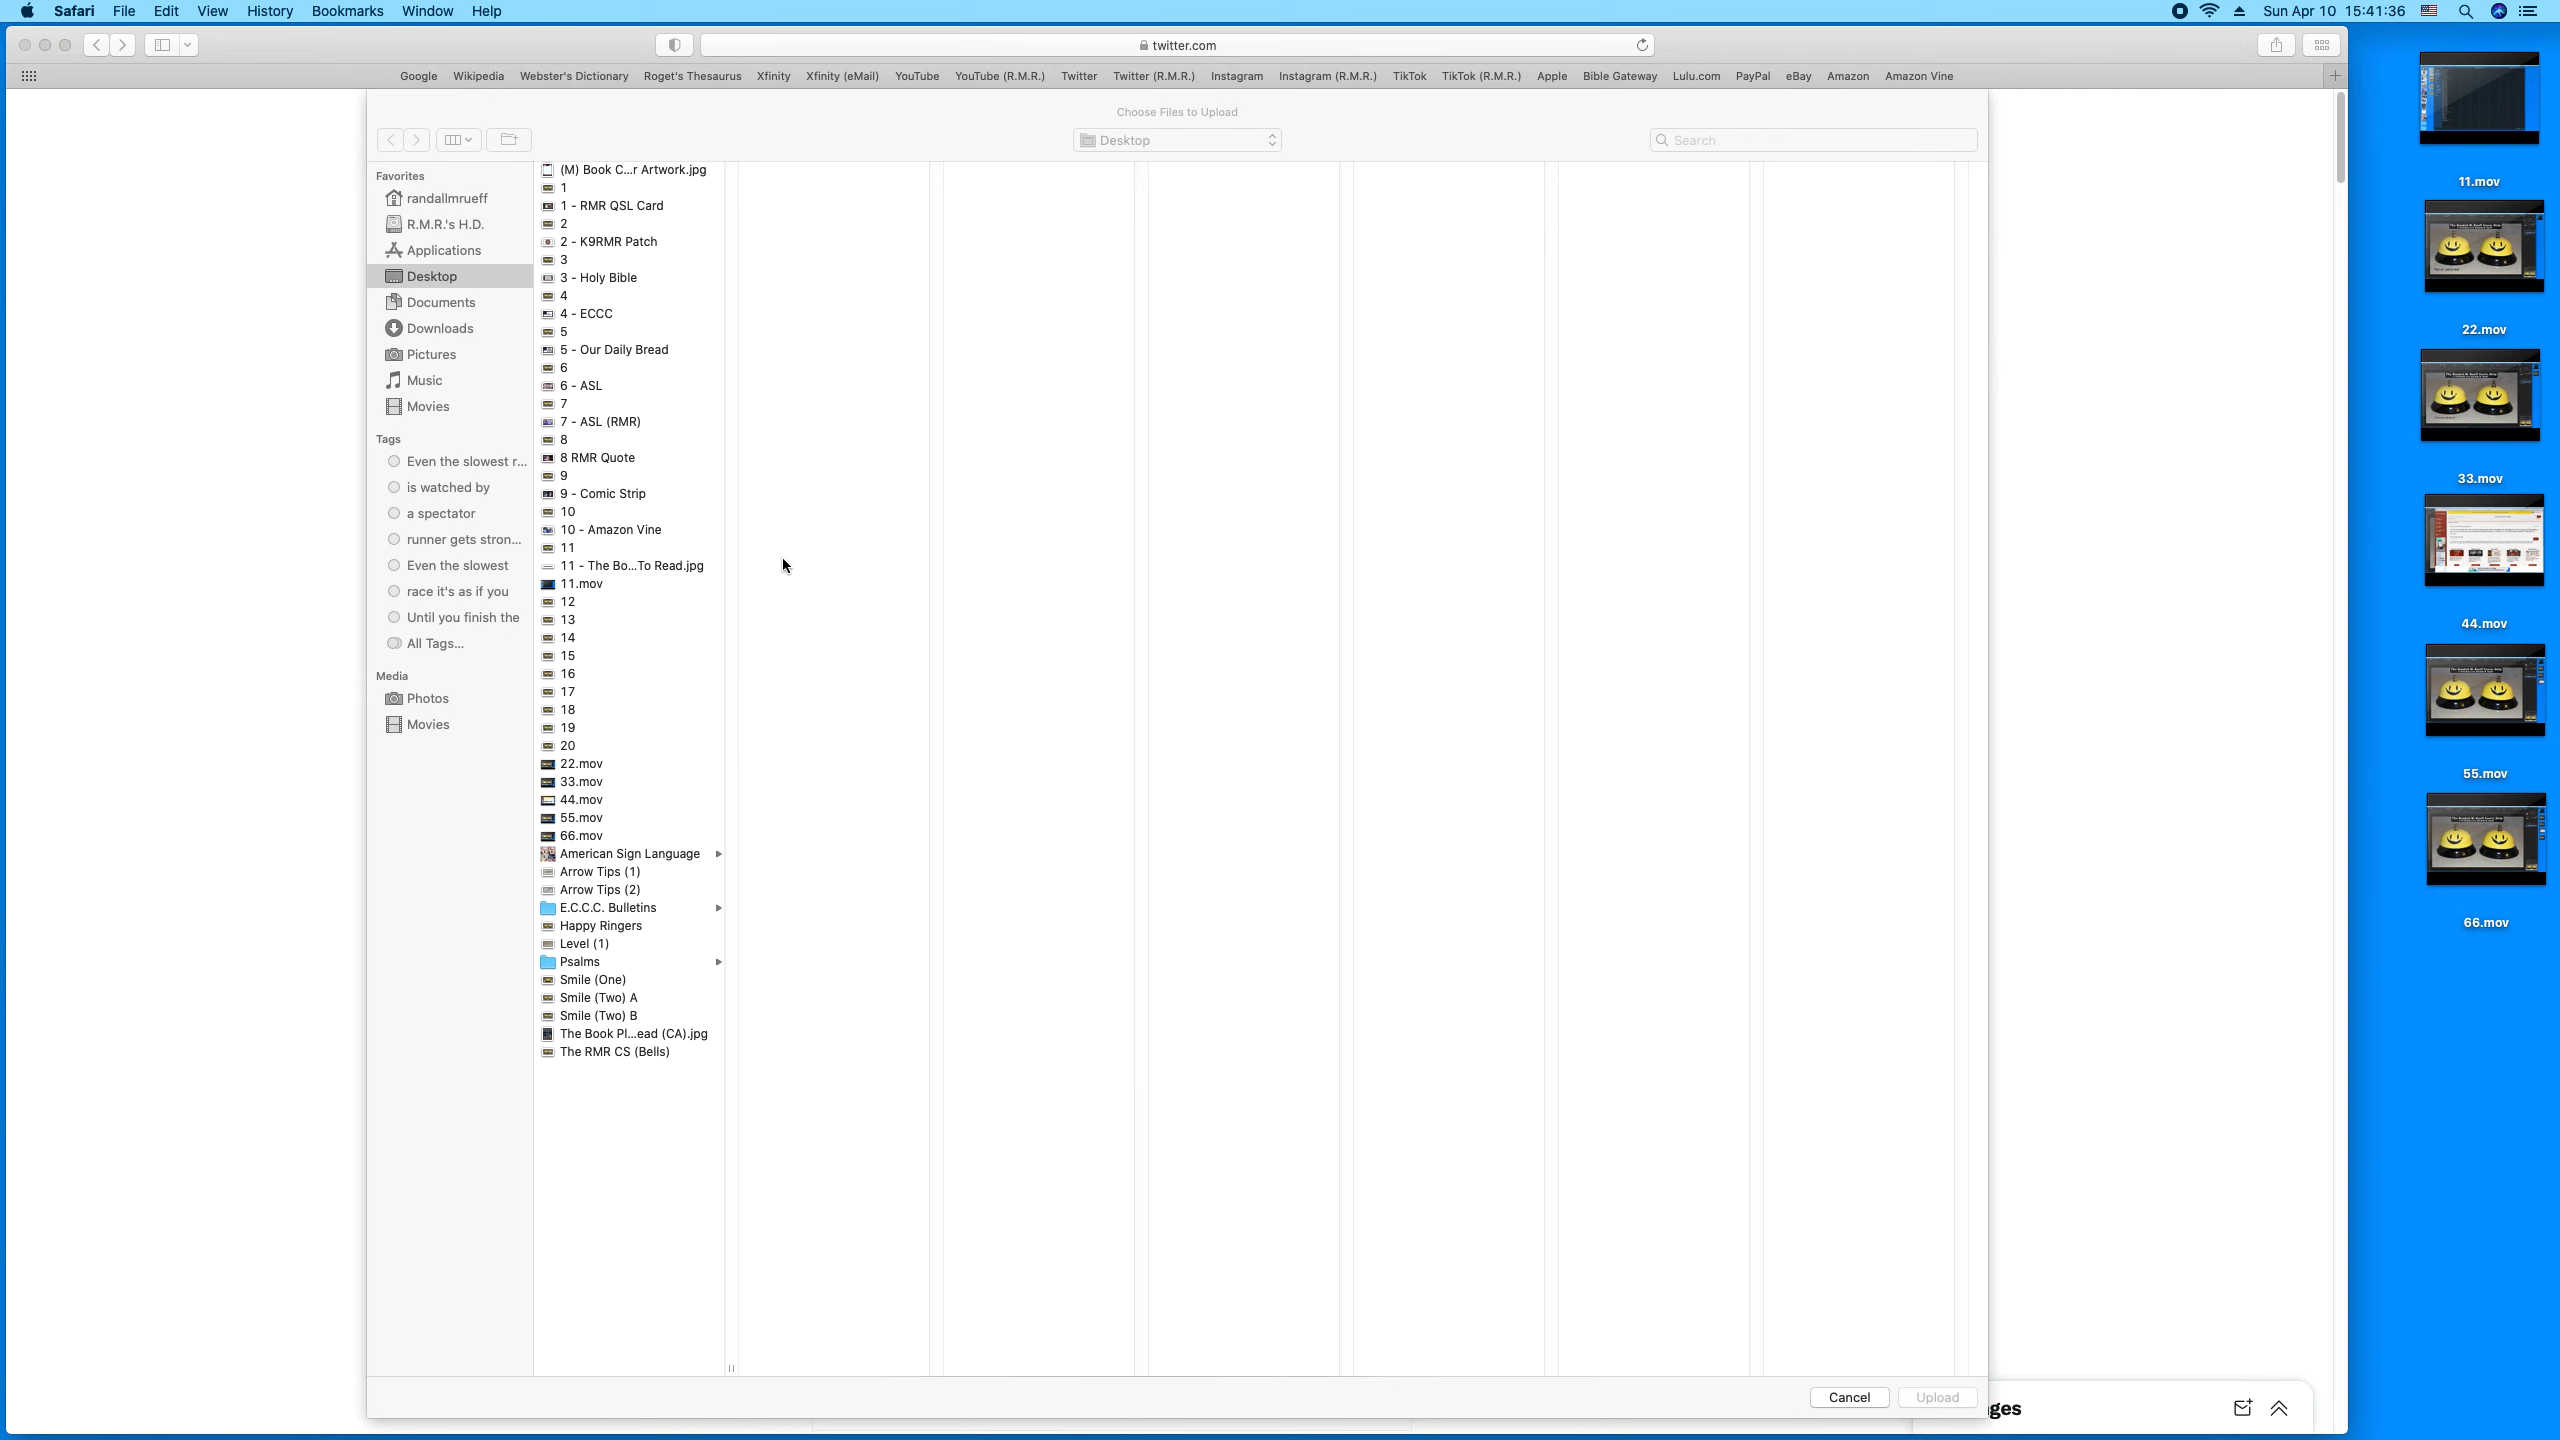 Safari File Edit View History Bookmarks Window Help
Sun Apr 10 15:41:36
twitter.com
Google Wikipedia Webster's Dictionary Roget's Thesaurus Xfinity Xfinity (eMail) YouTube YouTube (R.M.R.) Twitter Twitter (R.M.R.) Instagram Instagram (R.M.R.) TikTok TikTok (R.M.R.) Apple Bible Gateway Lulu.com PayPal eBay Amazon Amazon Vine
Choose Files to Upload
Desktop
Search
Favorites
randallmrueff
R.M.R.'s H.D.
Applications
Desktop
Documents
Downloads
Pictures
Music
Movies
Tags
Even the slowest r...
is watched by
a spectator
runner gets stron...
Even the slowest
race it's as if you
Until you finish the
All Tags...
Media
Photos
Movies
(M) Book C...r Artwork.jpg
1
1 - RMR QSL Card
2
2 - K9RMR Patch
3
3 - Holy Bible
4
4 - ECCC
5
5 - Our Daily Bread
6
6 - ASL
7
7 - ASL (RMR)
8
8 RMR Quote
9
9 - Comic Strip
10
10 - Amazon Vine
11
11 - The Bo...To Read.jpg
11.mov
12
13
14
15
16
17
18
19
20
22.mov
33.mov
44.mov
55.mov
66.mov
American Sign Language
Arrow Tips (1)
Arrow Tips (2)
E.C.C.C. Bulletins
Happy Ringers
Level (1)
Psalms
Smile (One)
Smile (Two) A
Smile (Two) B
The Book Pl...ead (CA).jpg
The RMR CS (Bells)
Cancel Upload
ges
11.mov
22.mov
33.mov
44.mov
55.mov
66.mov